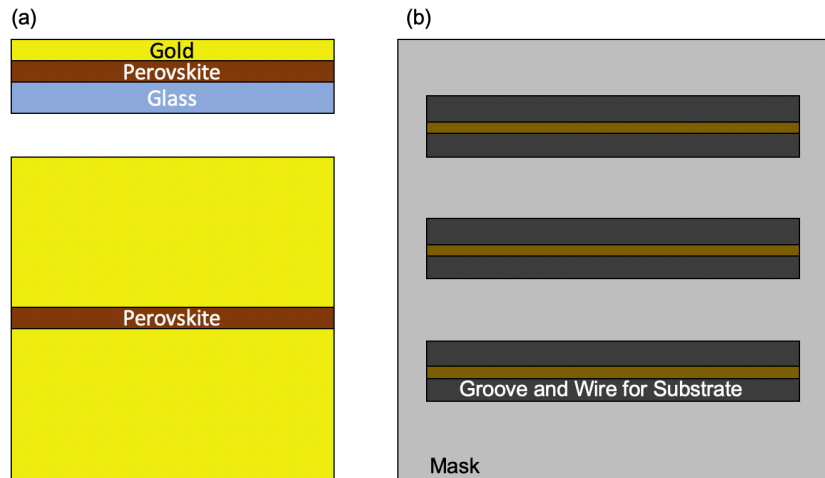 (a)
Gold
Perovskite
Glass
Perovskite
(b)
Groove and Wire for Substrate
Mask